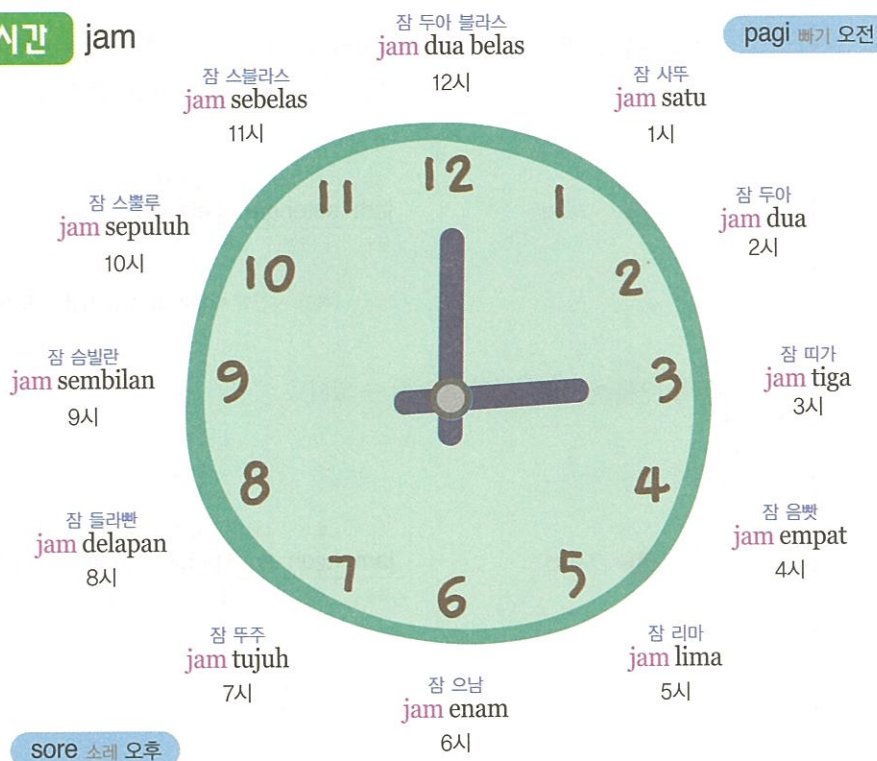 시간 jam
pagi 빠기 오전
잠 두아 불라스
jam dua belas
12시
잠 사뚜
jam satu
1시
잠 두아
jam dua
2시
잠 띠가
jam tiga
3시
잠 음빳
jam empat
4시
잠 리마
jam lima
5시
잠 으남
jam enam
6시
잠 뚜주
jam tujuh
7시
잠 들라빤
jam delapan
8시
잠 슴빌란
jam sembilan
9시
잠 스뿔루
jam sepuluh
10시
잠 스블라스
jam sebelas
11시
12
1
2
3
4
5
6
7
8
9
10
11
sore 소레 오후